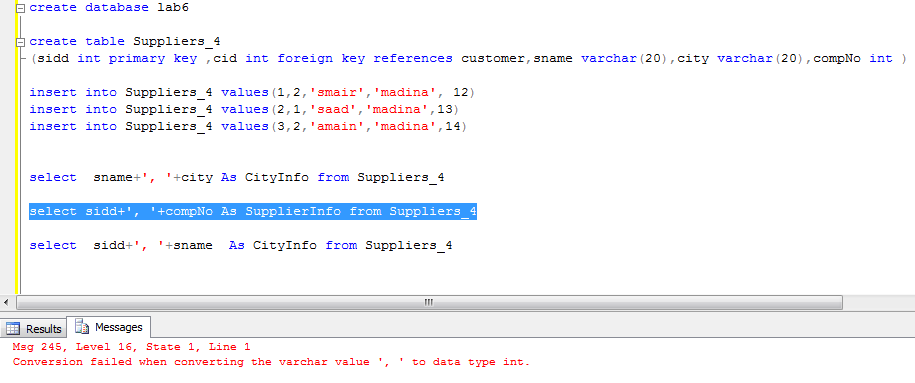 create database lab6
create table Suppliers_4
(sidd int primary key ,cid int foreign key references customer,sname varchar(20),city varchar(20),compNo int )
insert into Suppliers_4 values(1,2,'smair','madina', 12)
insert into Suppliers_4 values(2,1,'saad','madina',13)
insert into Suppliers_4 values(3,2,'amain','madina',14)
select  sname+', '+city As CityInfo from Suppliers_4
select sidd+', '+compNo As SupplierInfo from Suppliers_4
select  sidd+', '+sname  As CityInfo from Suppliers_4
Results Messages
Msg 245, Level 16, State 1, Line 1
Conversion failed when converting the varchar value ', ' to data type int.